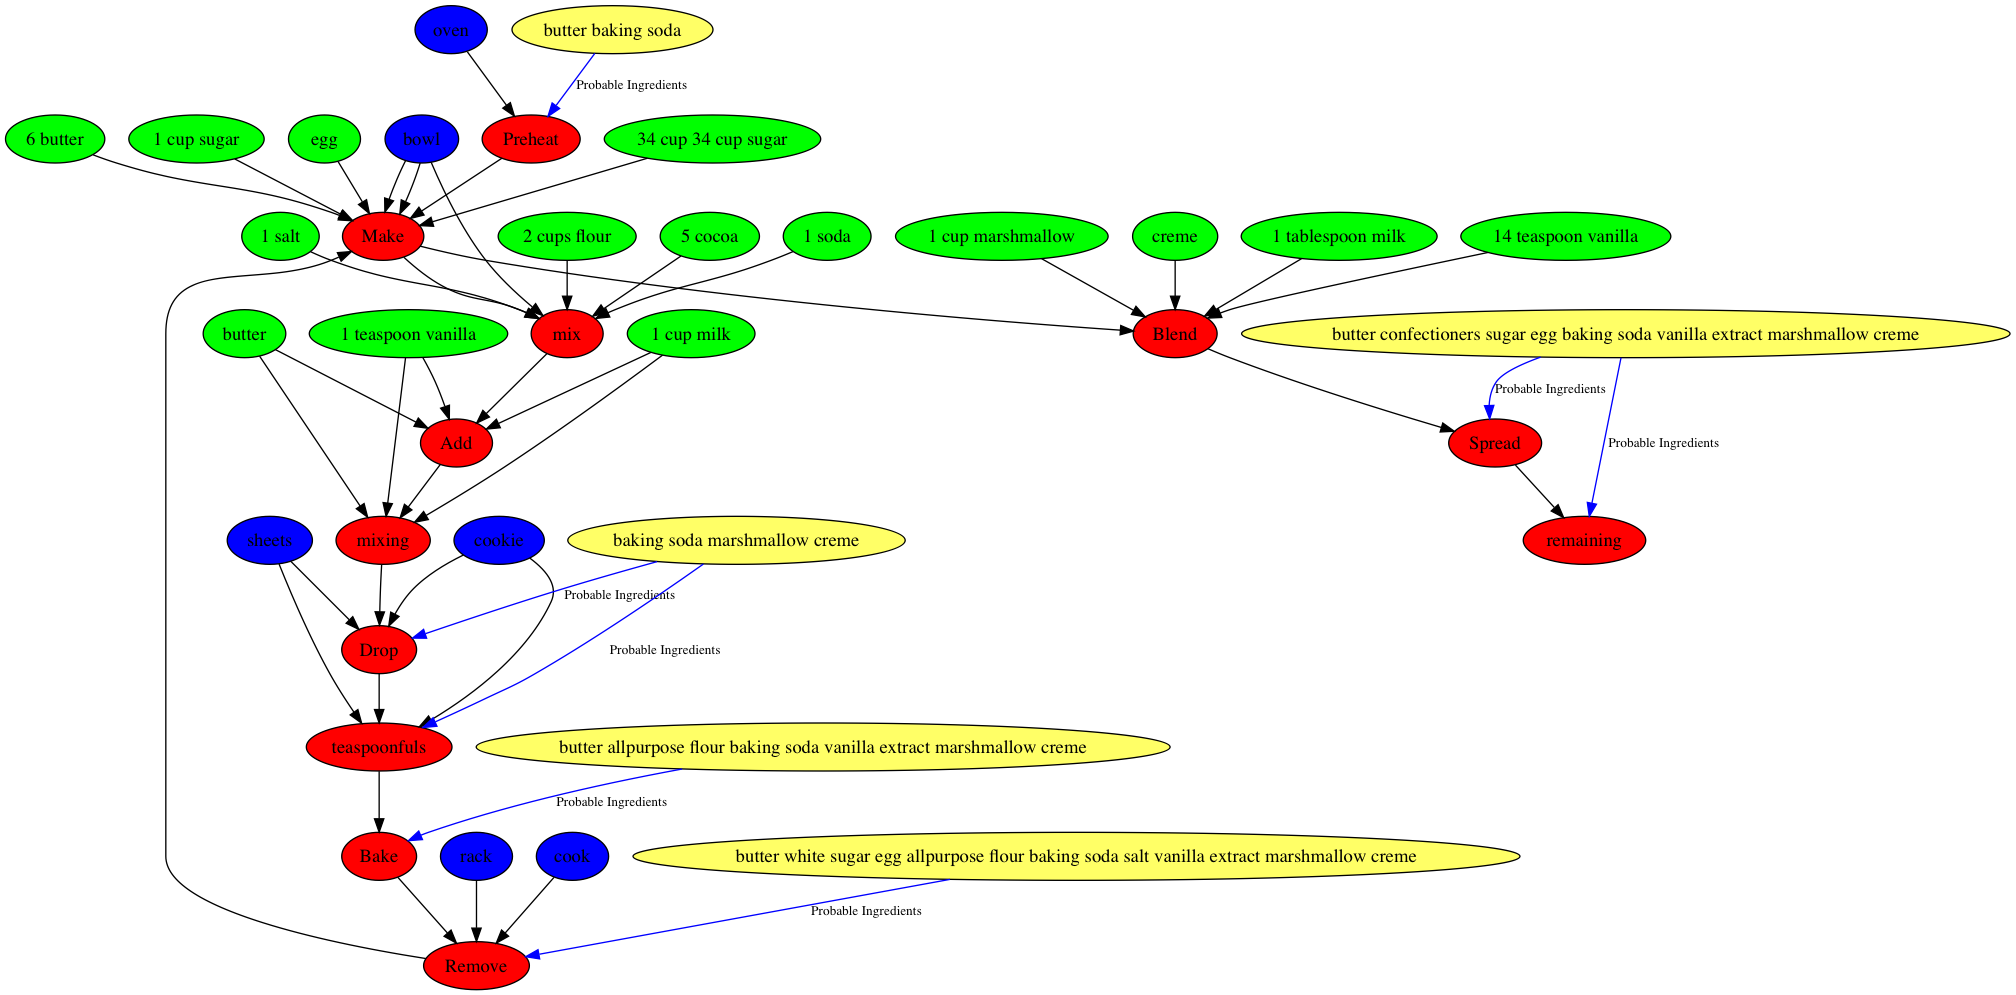 oven
butter baking soda
Probable Ingredients
6 butter
1 cup sugar
egg
bowl
Preheat
34 cup 34 cup sugar
1 salt
Make
2 cups flour
5 cocoa
1 soda
1 cup marshmallow
creme
1 tablespoon milk
14 teaspoon vanilla
butter
1 teaspoon vanilla
mix
1 cup milk
Blend
butter confectioners sugar egg baking soda vanilla extract marshmallow creme
Probable Ingredients
Add
Spread
Probable Ingredients
sheets
mixing
cookie
baking soda marshmallow creme
remaining
Probable Ingredients
Drop
Probable Ingredients
teaspoonfuls
butter allpurpose flour baking soda vanilla extract marshmallow creme
Probable Ingredients
Bake
rack
cook
butter white sugar egg allpurpose flour baking soda salt vanilla extract marshmallow creme
Probable Ingredients
Remove